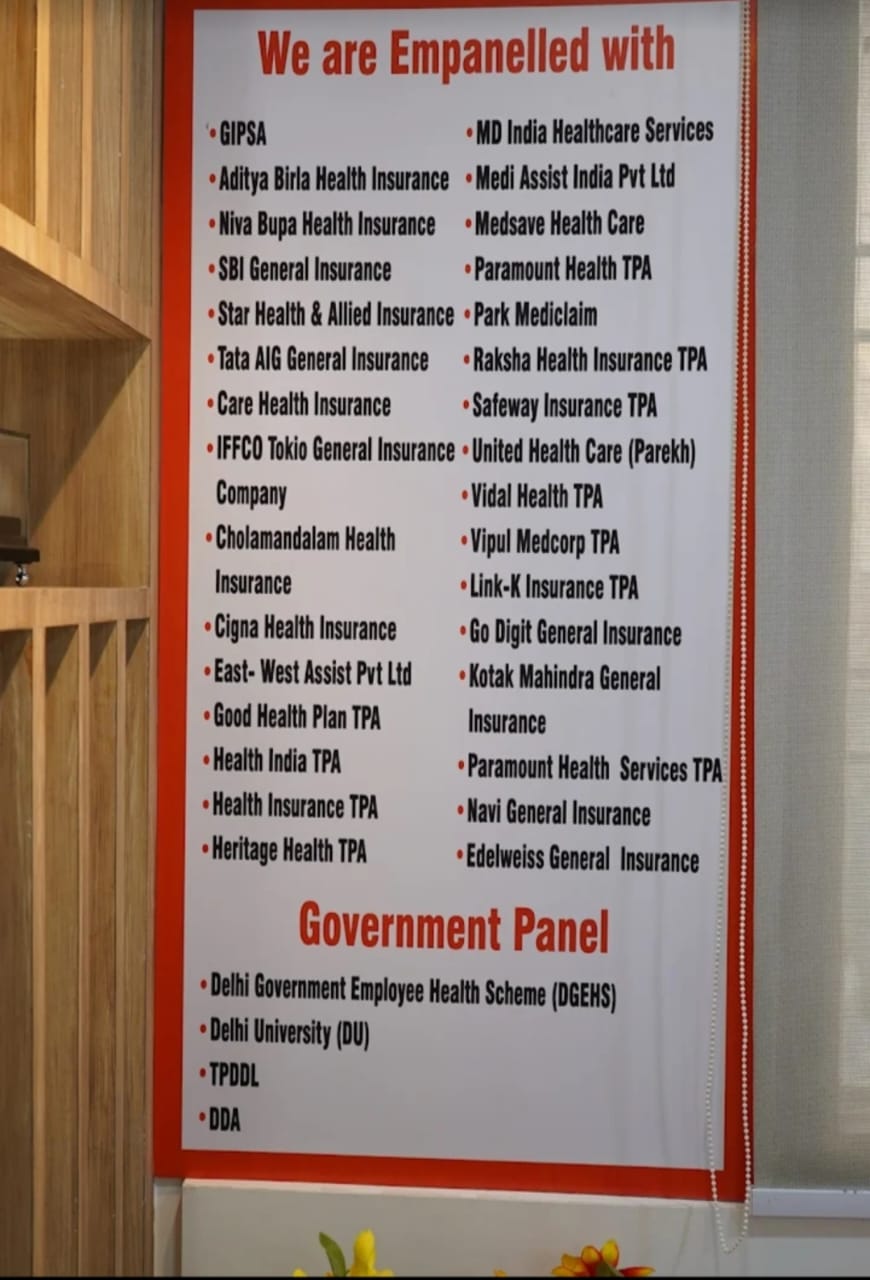 We are Empanelled with
• GIPSA
• Aditya Birla Health Insurance
• Niva Bupa Health Insurance
• SBI General Insurance
• Star Health & Allied Insurance
• Tata AIG General Insurance
• Care Health Insurance
• IFFCO Tokio General Insurance
Company
• Cholamandalam Health
Insurance
• Cigna Health Insurance
• East- West Assist Pvt Ltd
• Good Health Plan TPA
• Health India TPA
• Health Insurance TPA
• Heritage Health TPA
• MD India Healthcare Services
• Medi Assist India Pvt Ltd
• Medsave Health Care
• Paramount Health TPA
• Park Mediclaim
• Raksha Health Insurance TPA
• Safeway Insurance TPA
• United Health Care (Parekh)
• Vidal Health TPA
• Vipul Medcorp TPA
• Link-K Insurance TPA
• Go Digit General Insurance
• Kotak Mahindra General
Insurance
• Paramount Health Services TPA
• Navi General Insurance
• Edelweiss General Insurance
Government Panel
• Delhi Government Employee Health Scheme (DGEHS)
• Delhi University (DU)
• TPDDL
• DDA